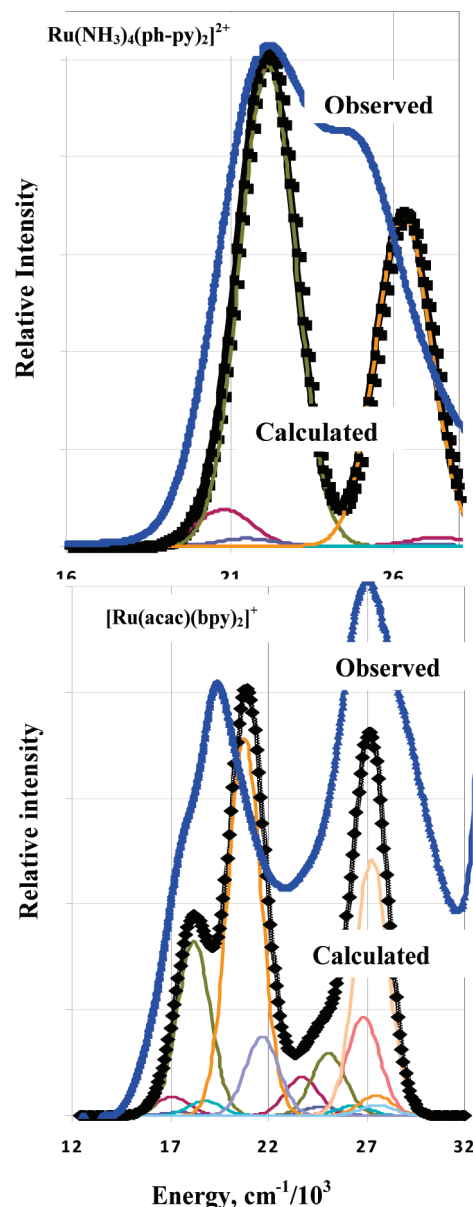 Ru(NH3)4(ph-py)2]2+
Observed
Relative Intensity
Calculated
16 21 26
[Ru(acac)(bpy)2]+
Observed
Relative intensity
Calculated
12 17 22 27 32
Energy, cm-1/103